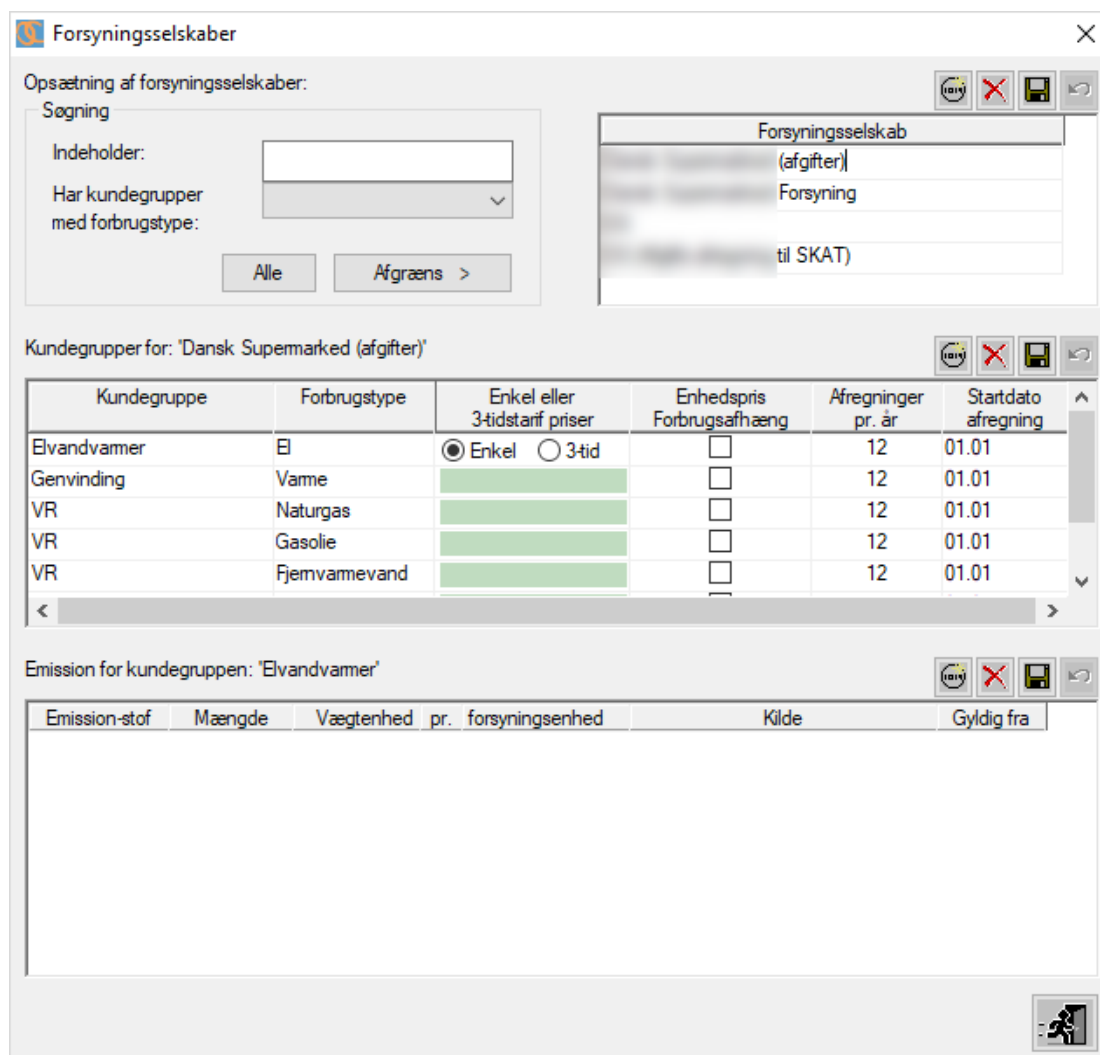 Forsyningsselskaber
Opsætning af forsyningsselskaber:
Søgning
Indeholder:
Har kundegrupper
med forbrugstype:
Alle
Afgræns >
Forsyningsselskab
(afgifter)
Forsyning
til SKAT)
Kundegrupper for: 'Dansk Supermarked (afgifter)'
Kundegruppe Forbrugstype Enkel eller 3-tidstarif priser Enhedspris Forbrugsafhæng Afregninger pr. år Startdato afregning
Elvandvarmer El Enkel 3-tid 12 01.01
Genvinding Varme 12 01.01
VR Naturgas 12 01.01
VR Gasolie 12 01.01
VR Fjernvarmevand 12 01.01
Emission for kundegruppen: 'Elvandvarmer'
Emission-stof Mængde Vægtenhed pr. forsyningsenhed Kilde Gyldig fra